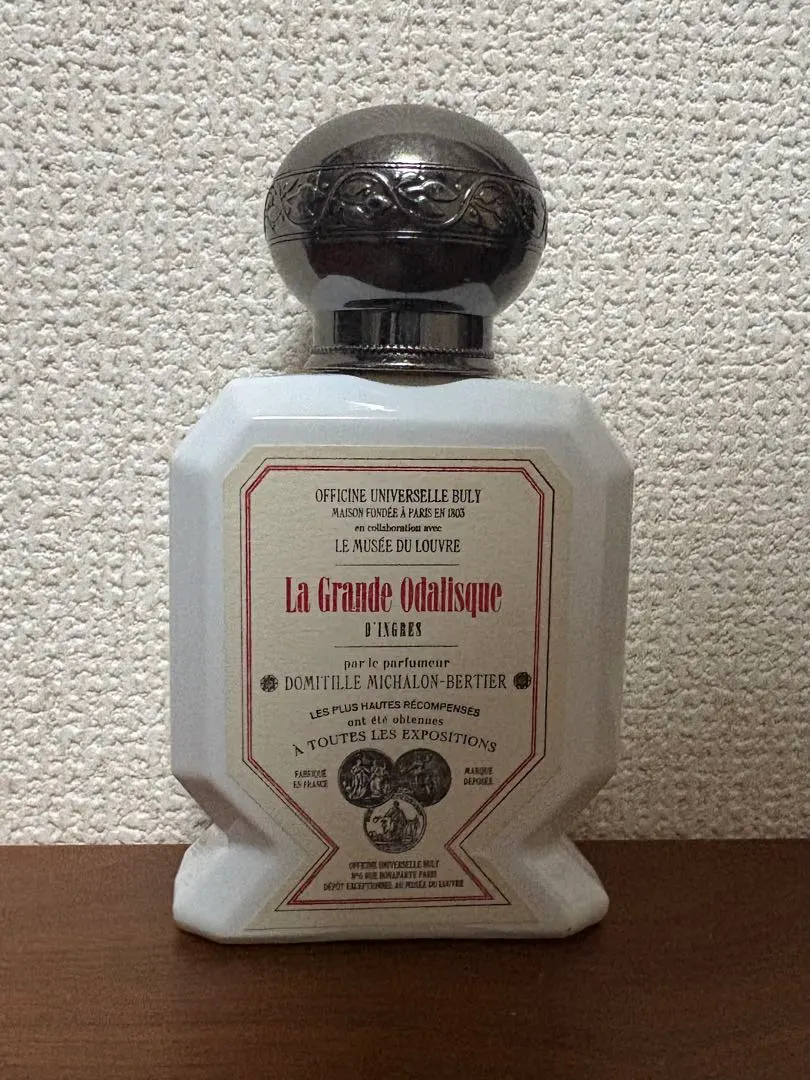 OFFICINE UNIVERSELLE BULY
MAISON FONDÉE À PARIS EN 1803
en collaboration avec
LE MUSÉE DU LOUVRE
La Grande Odalisque
D'INGRES
par le parfumeur
DOMITILLE MICHALON-BERTIER
LES PLUS HAUTES RÉCOMPENSES
ont été obtenues
À TOUTES LES EXPOSITIONS
FABRIQUÉ
EN FRANCE
MARQUE
DÉPOSÉE
OFFICINE UNIVERSELLE BULY
N°6 RUE BONAPARTE PARIS
DÉPÔT EXCEPTIONNEL AU MUSÉE DU LOUVRE